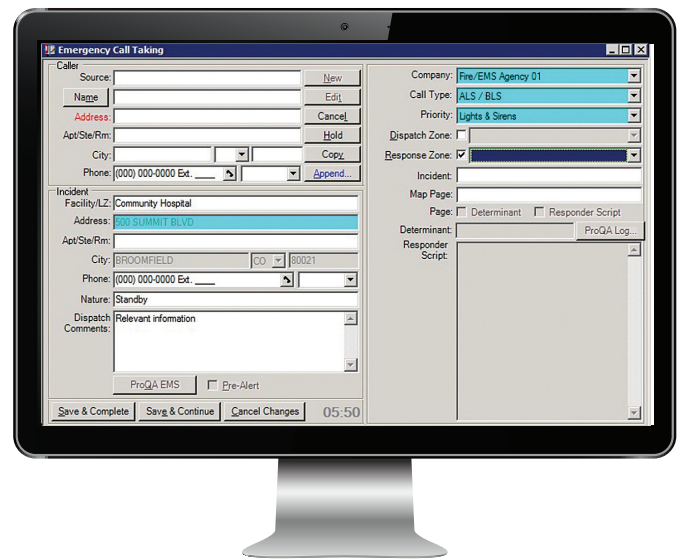 Emergency Call Taking
Caller
Source:
New
Name
Edit
Address:
Cancel
Apt/Ste/Rm:
Hold
City:
Copy
Phone: (000) 000-0000 Ext. ____
Append...
Incident
Facility/LZ: Community Hospital
Address: 500 SUMMIT BLVD
Apt/Ste/Rm:
City: BROOMFIELD CO 80021
Phone: (000) 000-0000 Ext. ____
Nature: Standby
Dispatch Comments: Relevant information
ProQA EMS Pre-Alert
Save & Complete Save & Continue Cancel Changes 05:50
Company: Fire/EMS Agency 01
Call Type: ALS / BLS
Priority: Lights & Sirens
Dispatch Zone:
Response Zone:
Incident:
Map Page:
Page: Determinant Responder Script
Determinant: ProQA Log...
Responder
Script: